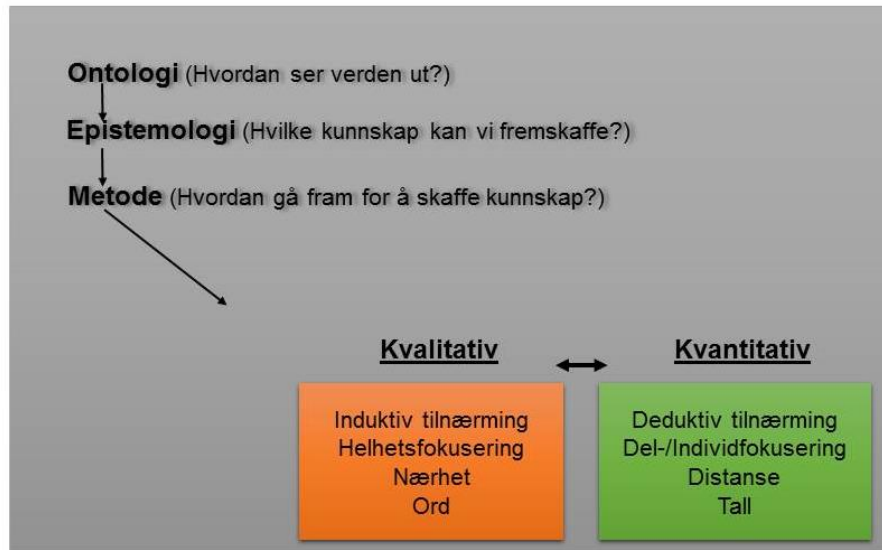 Ontologi (Hvordan ser verden ut?)
Epistemologi (Hvilke kunnskap kan vi fremskaffe?)
Metode (Hvordan gå fram for å skaffe kunnskap?)
Kvalitativ
Kvantitativ
Induktiv tilnærming
Helhetsfokusering
Nærhet
Ord
Deduktiv tilnærming
Del-/Individfokusering
Distanse
Tall